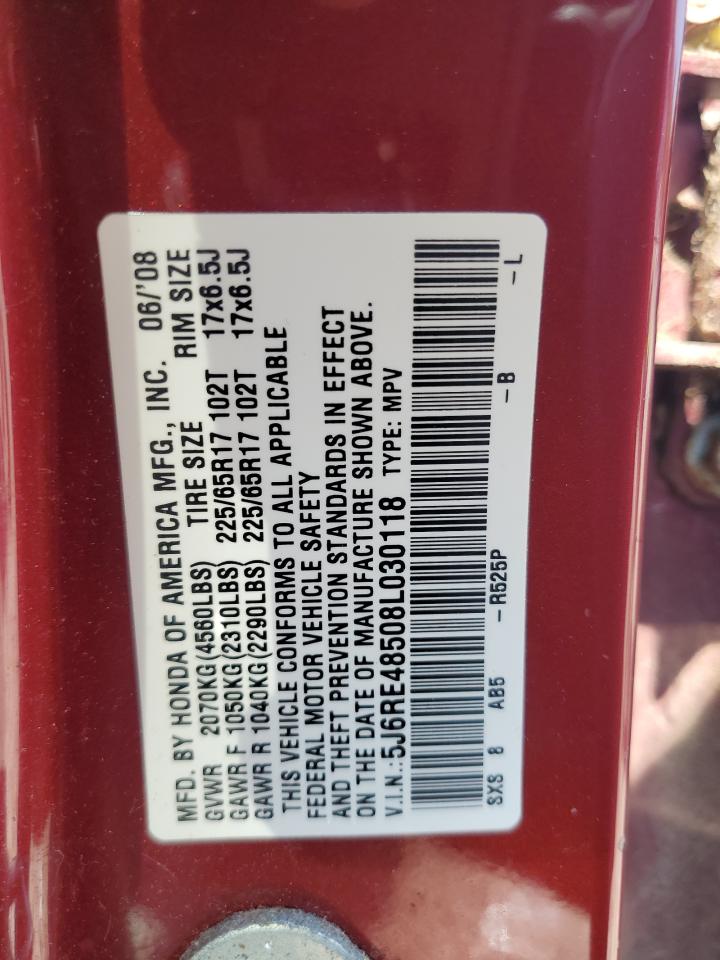 MFD. BY HONDA OF AMERICA MFG., INC. 06/'08
GVWR 2070KG(4560LBS) TIRE SIZE RIM SIZE
GAWR F 1050KG(2310LBS) 225/65R17 102T 17x6.5J
GAWR R 1040KG(2290LBS) 225/65R17 102T 17x6.5J
THIS VEHICLE CONFORMS TO ALL APPLICABLE
FEDERAL MOTOR VEHICLE SAFETY
AND THEFT PREVENTION STANDARDS IN EFFECT
ON THE DATE OF MANUFACTURE SHOWN ABOVE.
V.I.N.:5J6RE48508L030118 TYPE: MPV
SXS 8 AB5 -R525P -B -L